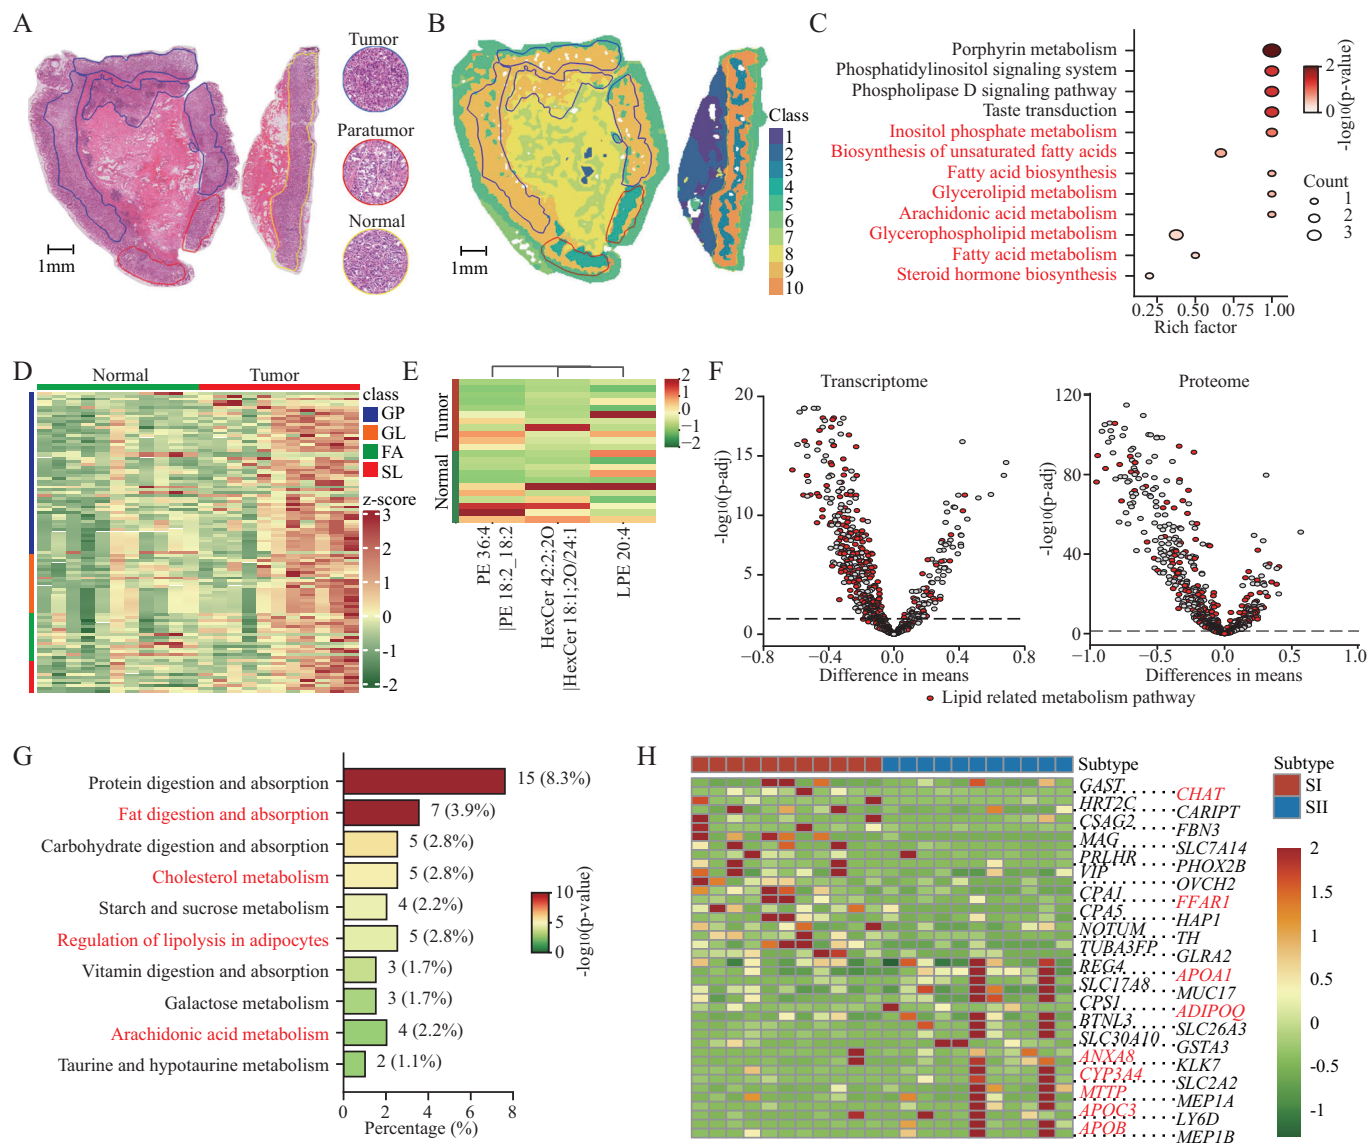 A
Tumor
Paratumor
Normal
1mm
B
Class
1
2
3
4
5
6
7
8
9
10
1mm
C
Porphyrin metabolism
Phosphatidylinositol signaling system
Phospholipase D signaling pathway
Taste transduction
Inositol phosphate metabolism
Biosynthesis of unsaturated fatty acids
Fatty acid biosynthesis
Glycerolipid metabolism
Arachidonic acid metabolism
Glycerophospholipid metabolism
Fatty acid metabolism
Steroid hormone biosynthesis
0.25 0.50 0.75 1.00
Rich factor
2
0
-log10(p-value)
Count
1
2
3
D
Normal Tumor
class
GP
GL
FA
SL
z-score
3
2
1
0
-1
-2
E
Tumor
Normal
2
1
0
−1
−2
PE 36:4
|PE 18:2_18:2
HexCer 42:2;2O
|HexCer 18:1;2O/24:1
LPE 20:4
F
Transcriptome
20
15
10
5
0
-log10(p-adj)
−0.8 −0.4 0.0 0.4 0.8
Difference in means
Proteome
120
80
40
0
-log10(p-adj)
-1.0 −0.5 0.0 0.5 1.0
Differences in means
Lipid related metabolism pathway
G
Protein digestion and absorption 15 (8.3%)
Fat digestion and absorption 7 (3.9%)
Carbohydrate digestion and absorption 5 (2.8%)
Cholesterol metabolism 5 (2.8%)
Starch and sucrose metabolism 4 (2.2%)
Regulation of lipolysis in adipocytes 5 (2.8%)
Vitamin digestion and absorption 3 (1.7%)
Galactose metabolism 3 (1.7%)
Arachidonic acid metabolism 4 (2.2%)
Taurine and hypotaurine metabolism 2 (1.1%)
0 2 4 6 8
Percentage (%)
10
5
0
-log10(p-value)
H
Subtype
GAST
CHAT
HRT2C
CARIPT
CSAG2
FBN3
MAG
SLC7A14
PRLHR
PHOX2B
VIP
OVCH2
CPA1
FFAR1
CPA5
HAP1
NOTUM
TH
TUBA3FP
GLRA2
REG4
APOA1
SLC17A8
MUC17
CPS1
ADIPOQ
BTNL3
SLC26A3
SLC30A10
GSTA3
ANXA8
KLK7
CYP3A4
SLC2A2
MTTP
MEP1A
APOC3
LY6D
APOB
MEP1B
Subtype
SI
SII
2
1.5
1
0.5
0
-0.5
−1